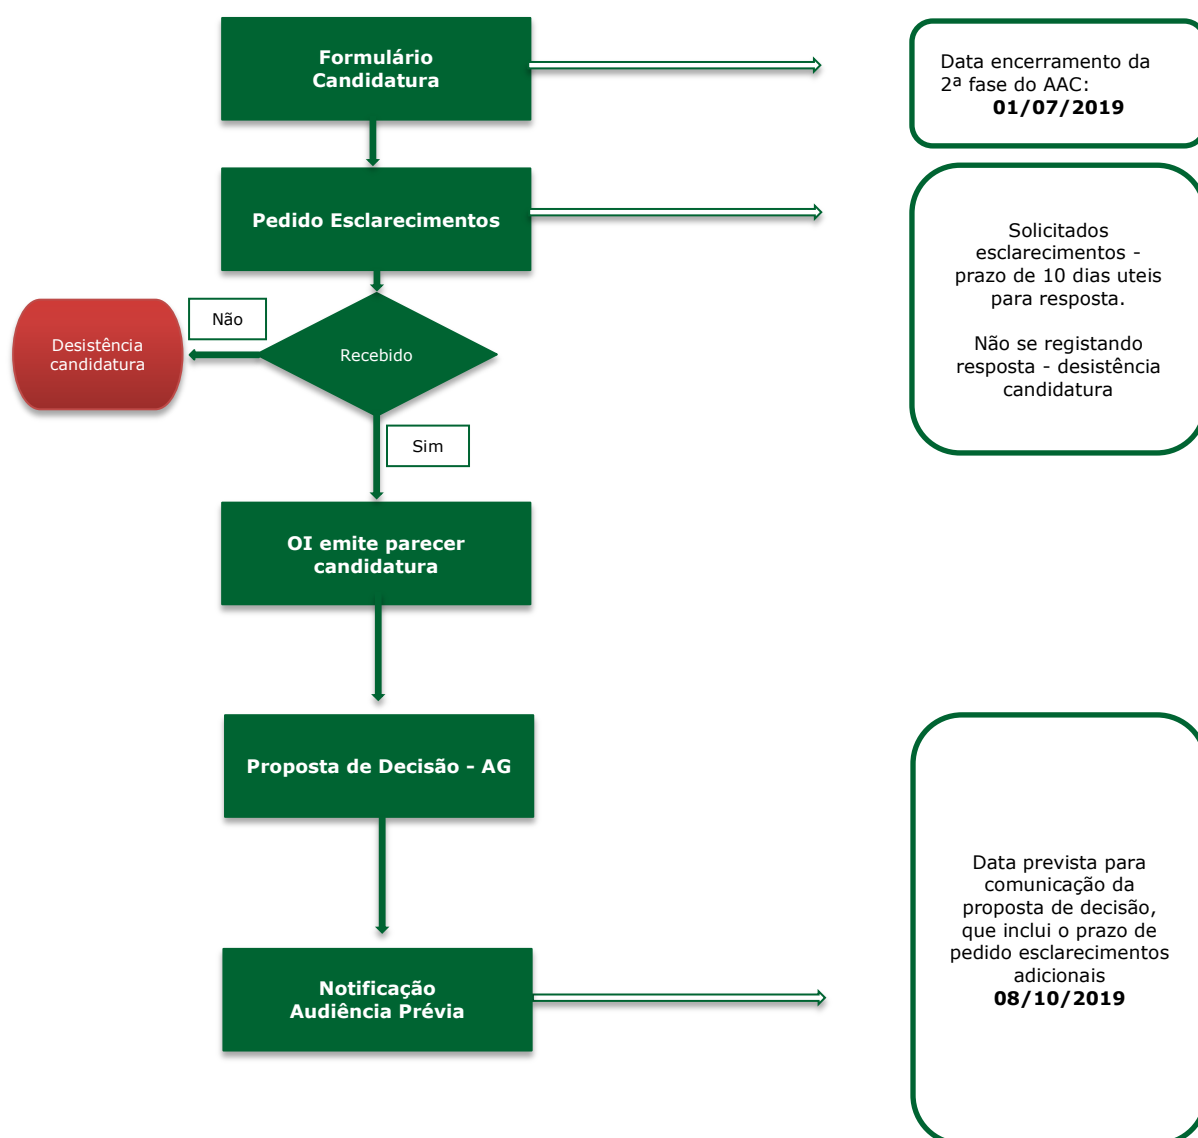 Formulário
Candidatura
Data encerramento da
2ª fase do AAC:
01/07/2019
Pedido Esclarecimentos
Solicitados
esclarecimentos -
prazo de 10 dias uteis
para resposta.
Não se registando
resposta - desistência
candidatura
Não
Desistência
candidatura
Recebido
Sim
OI emite parecer
candidatura
Proposta de Decisão - AG
Data prevista para
comunicação da
proposta de decisão,
que inclui o prazo de
pedido esclarecimentos
adicionais
08/10/2019
Notificação
Audiência Prévia